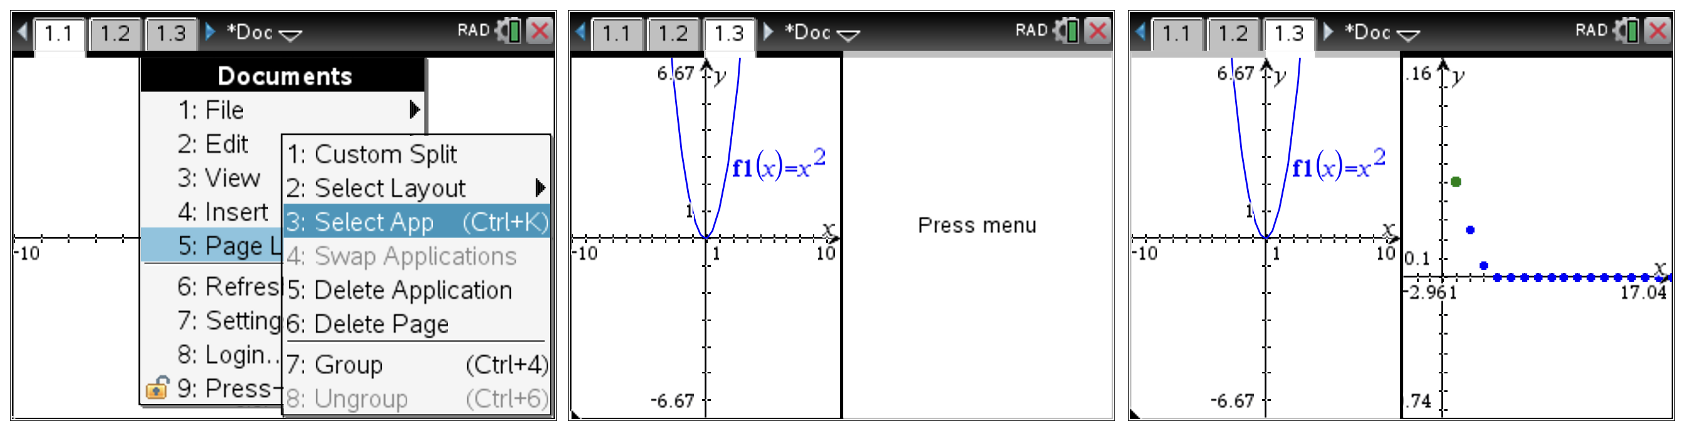 1.1 1.2 1.3 *Doc RAD
Documents
1: File
2: Edit
3: View
4: Insert
5: Page L
6: Refres
7: Setting
8: Login..
9: Press-
1: Custom Split
2: Select Layout
3: Select App (Ctrl+K)
4: Swap Applications
5: Delete Application
6: Delete Page
7: Group (Ctrl+4)
8: Ungroup (Ctrl+6)
-10
1.1 1.2 1.3 *Doc RAD
6.67 y
f1(x)=x2
1
x
-10 1 10
-6.67
Press menu
1.1 1.2 1.3 *Doc RAD
6.67 y
f1(x)=x2
1
x
-10 1 10
-6.67
.16 y
0.1 x
-2.961 17.04
.74